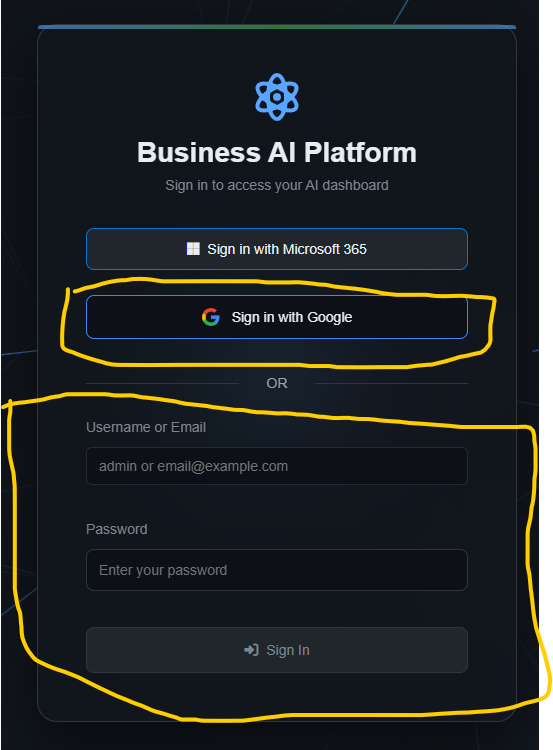 Business AI Platform
Sign in to access your AI dashboard
Sign in with Microsoft 365
Sign in with Google
OR
Username or Email
admin or email@example.com
Password
Enter your password
Sign In